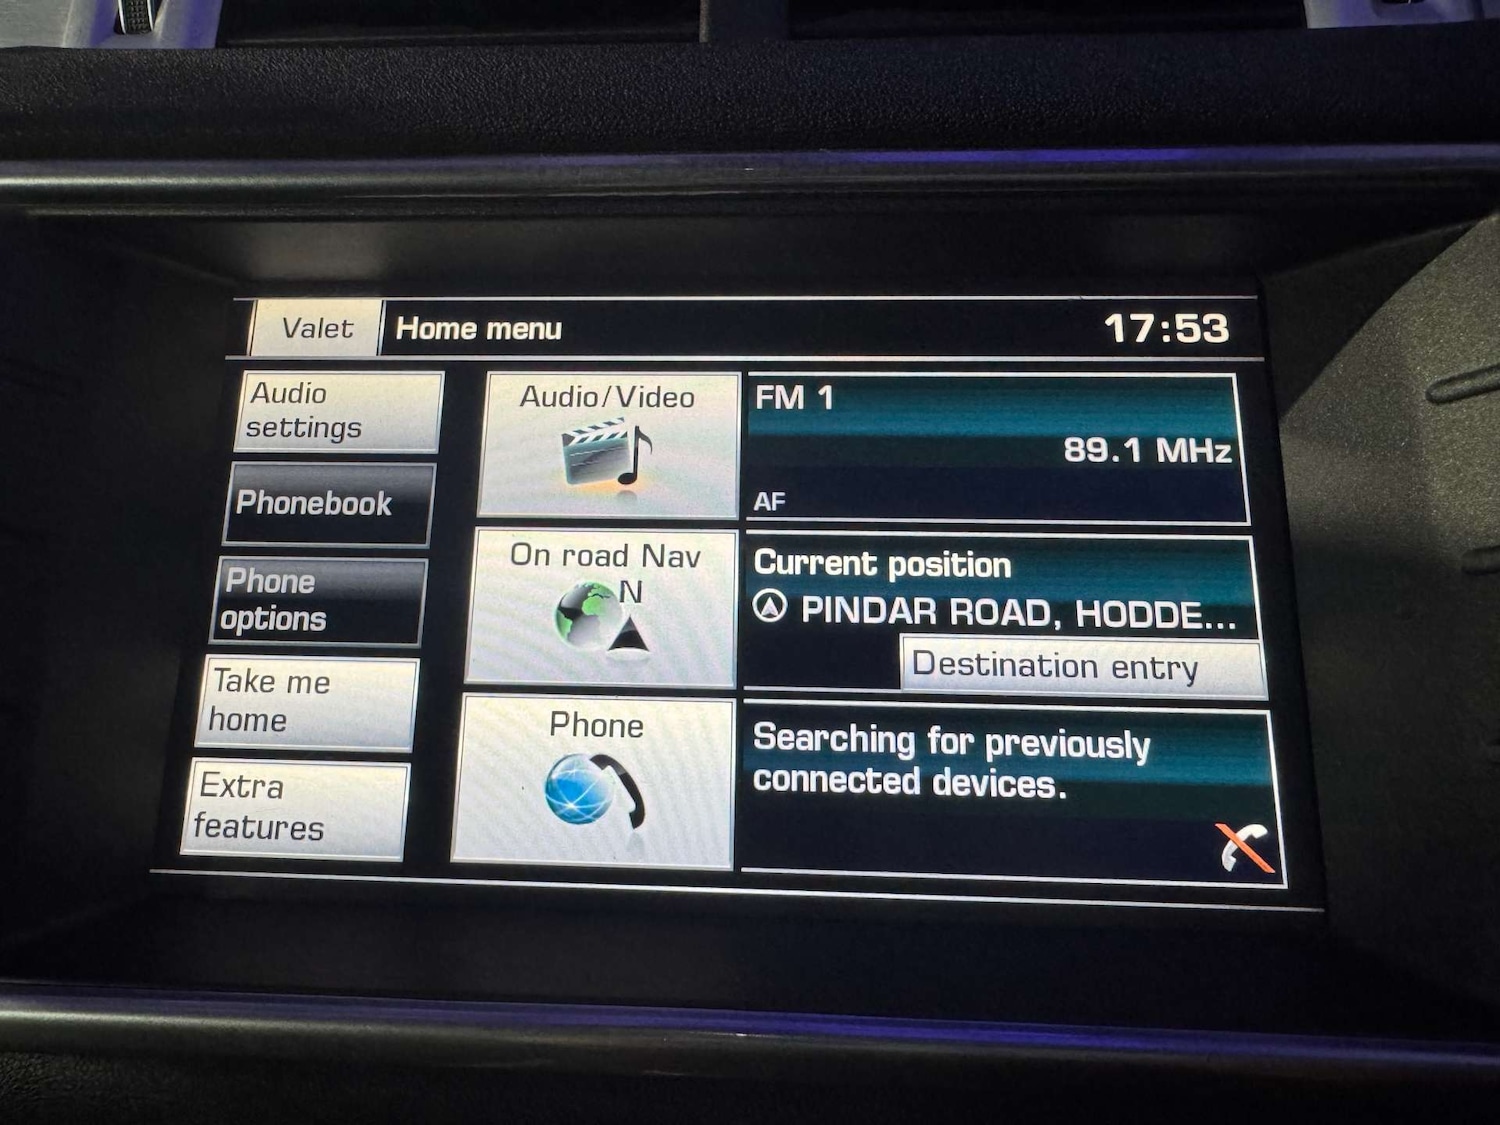 Valet
Home menu
17:53
Audio
settings
Phonebook
Phone
options
Take me
home
Extra
features
Audio/Video
On road Nav
N
Phone
FM 1
89.1 MHz
AF
Current position
PINDAR ROAD, HODDE...
Destination entry
Searching for previously
connected devices.